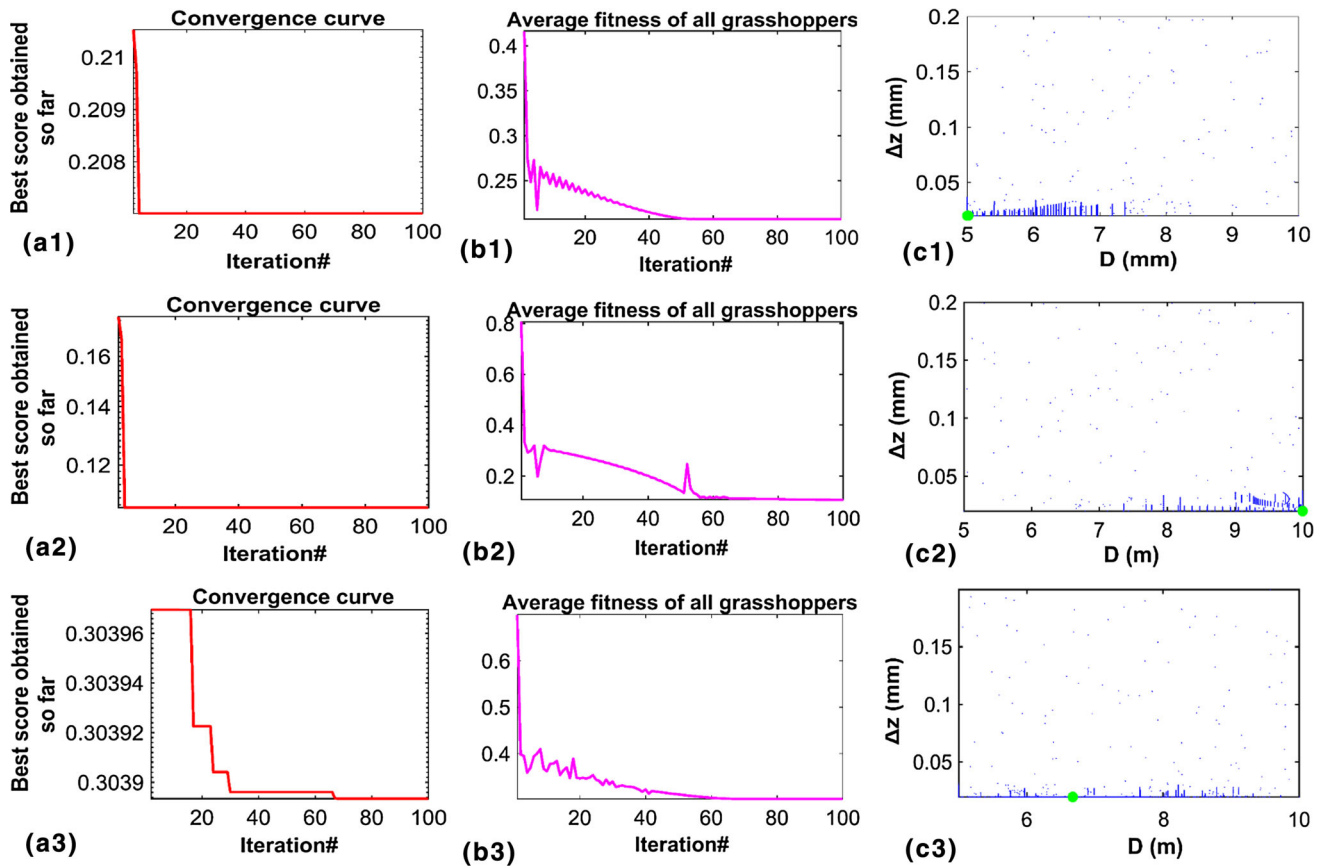 Convergence curve
0.21
0.209
0.208
Best score obtained
so far
20 40 60 80 100
Iteration#
(a1)
Average fitness of all grasshoppers
0.4
0.35
0.3
0.25
20 40 60 80 100
Iteration#
(b1)
0.2
0.15
0.1
0.05
Δz (mm)
5 6 7 8 9 10
D (mm)
(c1)
Convergence curve
0.16
0.14
0.12
Best score obtained
so far
20 40 60 80 100
Iteration#
(a2)
Average fitness of all grasshoppers
0.8
0.6
0.4
0.2
20 40 60 80 100
Iteration#
(b2)
0.2
0.15
0.1
0.05
Δz (mm)
5 6 7 8 9 10
D (m)
(c2)
Convergence curve
0.30396
0.30394
0.30392
0.3039
Best score obtained
so far
20 40 60 80 100
Iteration#
(a3)
Average fitness of all grasshoppers
0.6
0.5
0.4
20 40 60 80 100
Iteration#
(b3)
0.15
0.1
0.05
Δz (mm)
6 7 8 9 10
D (m)
(c3)